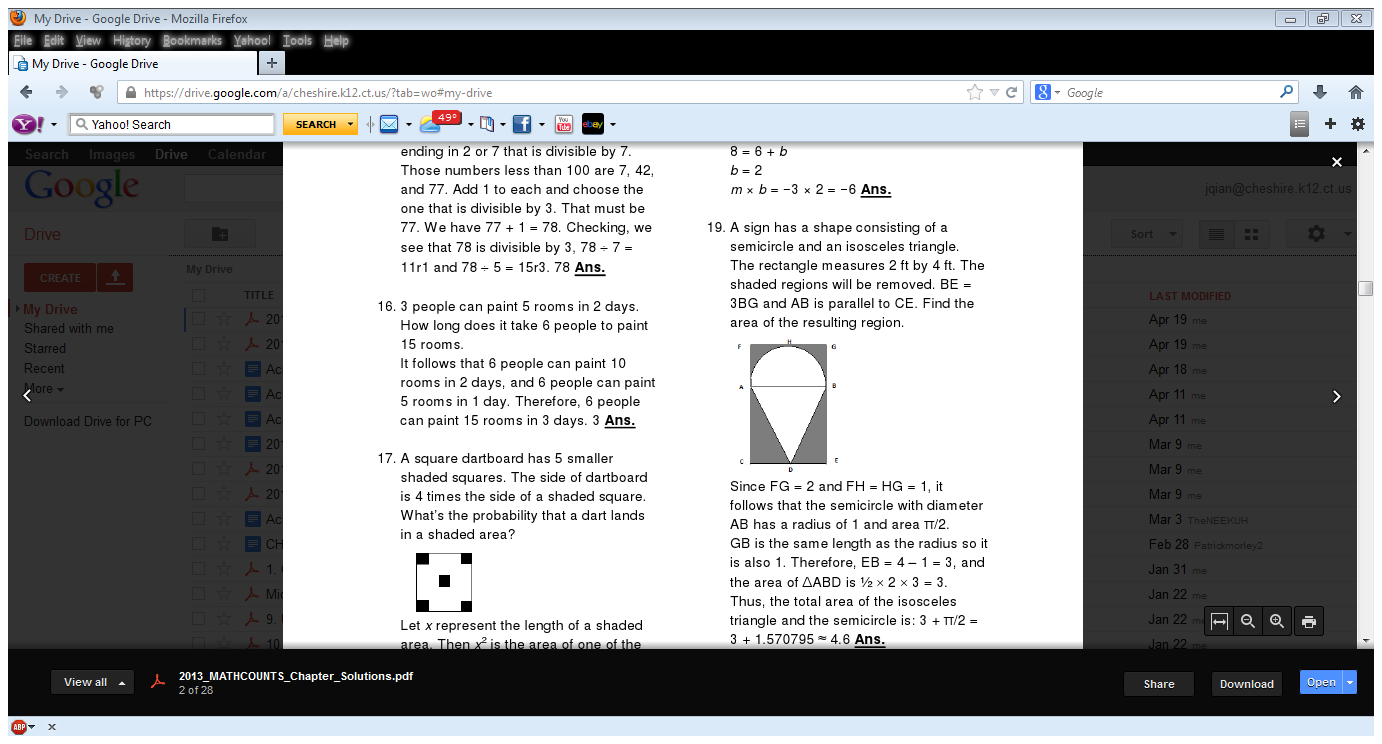 My Drive - Google Drive - Mozilla Firefox
File Edit View History Bookmarks Yahoo! Tools Help
My Drive - Google Drive
https://drive.google.com/a/cheshire.k12.ct.us/?tab=wo#my-drive
Google
Y! Yahoo! Search SEARCH 49° You Tube ebay
Search Images Drive Calendar
Google
jqian@cheshire.k12.ct.us
Drive
Sort
CREATE
My Drive
TITLE
LAST MODIFIED
My Drive
Shared with me
Starred
Recent
More
Download Drive for PC
20
20
Ac
Ac
Ac
20
20
20
Ac
CH
1.
Mic
9.
10
Apr 19 me
Apr 19 me
Apr 18 me
Apr 11 me
Apr 11 me
Mar 9 me
Mar 9 me
Mar 9 me
Mar 3 TheNEEKUH
Feb 28 Patrickmorley2
Jan 31 me
Jan 22 me
Jan 22 me
Jan 22 me
ending in 2 or 7 that is divisible by 7.
Those numbers less than 100 are 7, 42,
and 77. Add 1 to each and choose the
one that is divisible by 3. That must be
77. We have 77 + 1 = 78. Checking, we
see that 78 is divisible by 3, 78 ÷ 7 =
11r1 and 78 ÷ 5 = 15r3. 78 Ans.
16. 3 people can paint 5 rooms in 2 days.
How long does it take 6 people to paint
15 rooms.
It follows that 6 people can paint 10
rooms in 2 days, and 6 people can paint
5 rooms in 1 day. Therefore, 6 people
can paint 15 rooms in 3 days. 3 Ans.
17. A square dartboard has 5 smaller
shaded squares. The side of dartboard
is 4 times the side of a shaded square.
What's the probability that a dart lands
in a shaded area?
Let x represent the length of a shaded
area. Then x² is the area of one of the
8 = 6 + b
b = 2
m × b = −3 × 2 = −6 Ans.
19. A sign has a shape consisting of a
semicircle and an isosceles triangle.
The rectangle measures 2 ft by 4 ft. The
shaded regions will be removed. BE =
3BG and AB is parallel to CE. Find the
area of the resulting region.
F H G
A B
C D E
Since FG = 2 and FH = HG = 1, it
follows that the semicircle with diameter
AB has a radius of 1 and area π/2.
GB is the same length as the radius so it
is also 1. Therefore, EB = 4 – 1 = 3, and
the area of △ABD is ½ × 2 × 3 = 3.
Thus, the total area of the isosceles
triangle and the semicircle is: 3 + π/2 =
3 + 1.570795 ≈ 4.6 Ans.
View all
2013_MATHCOUNTS_Chapter_Solutions.pdf
2 of 28
Share Download Open
ABP